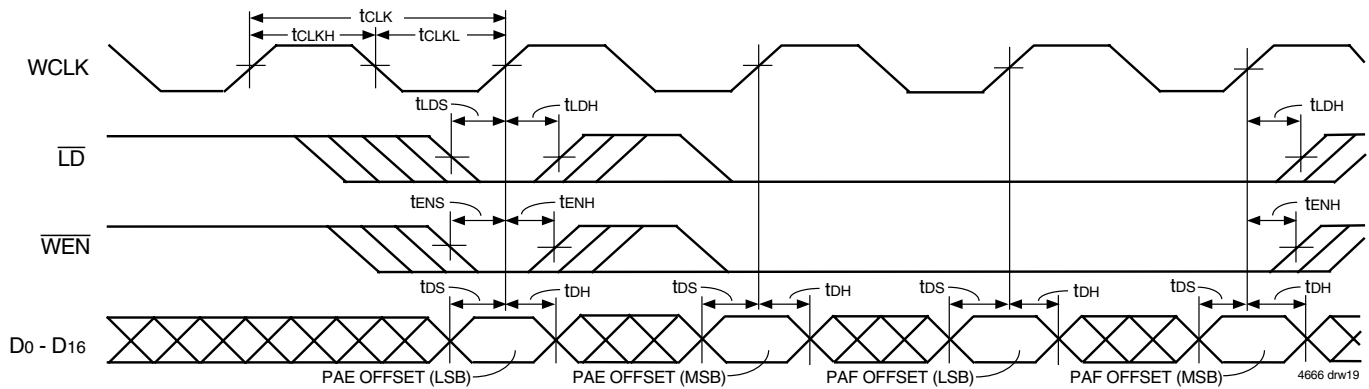 tCLK
tCLKH
tCLKL
WCLK
tLDS
tLDH
tLDH
LD
tENS
tENH
tENH
WEN
tDS
tDH
tDS
tDH
tDS
tDH
tDS
tDH
D0 - D16
PAE OFFSET (LSB)
PAE OFFSET (MSB)
PAF OFFSET (LSB)
PAF OFFSET (MSB)
4666 drw19